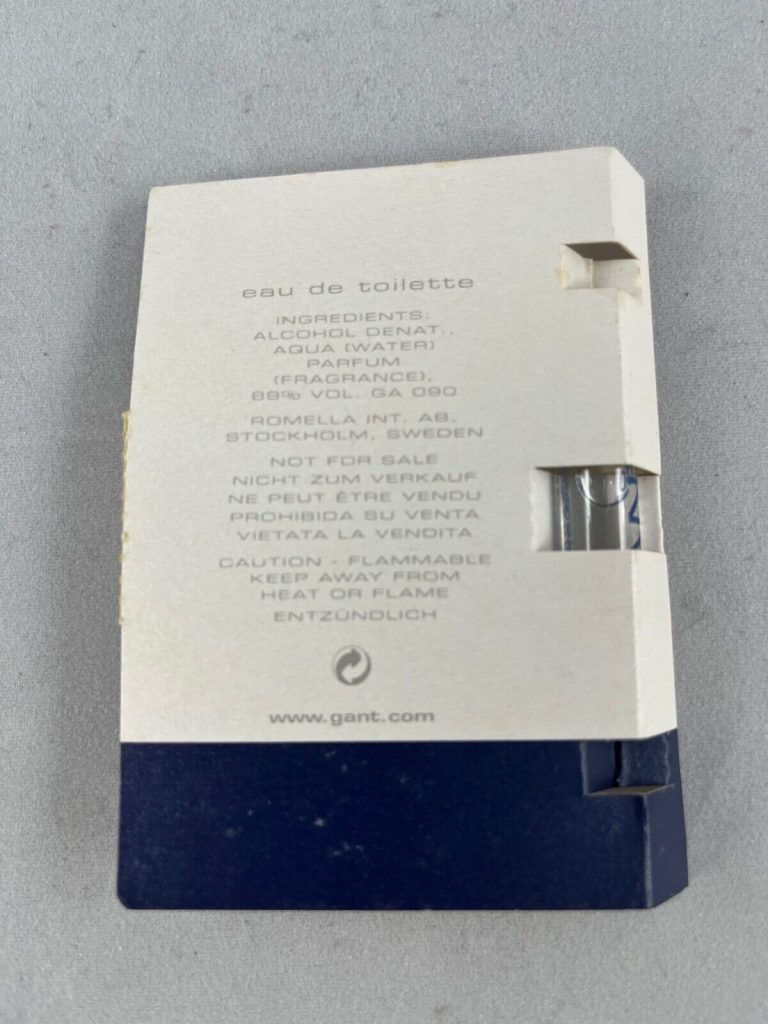 eau de toilette
INGREDIENTS:
ALCOHOL DENAT.,
AQUA (WATER)
PARFUM
(FRAGRANCE),
89% VOL. GA 090
ROMELLA INT. AB,
STOCKHOLM, SWEDEN
NOT FOR SALE
NICHT ZUM VERKAUF
NE PEUT ÊTRE VENDU
PROHIBIDA SU VENTA
VIETATA LA VENDITA
CAUTION - FLAMMABLE
KEEP AWAY FROM
HEAT OR FLAME
ENTZÜNDLICH
www.gant.com